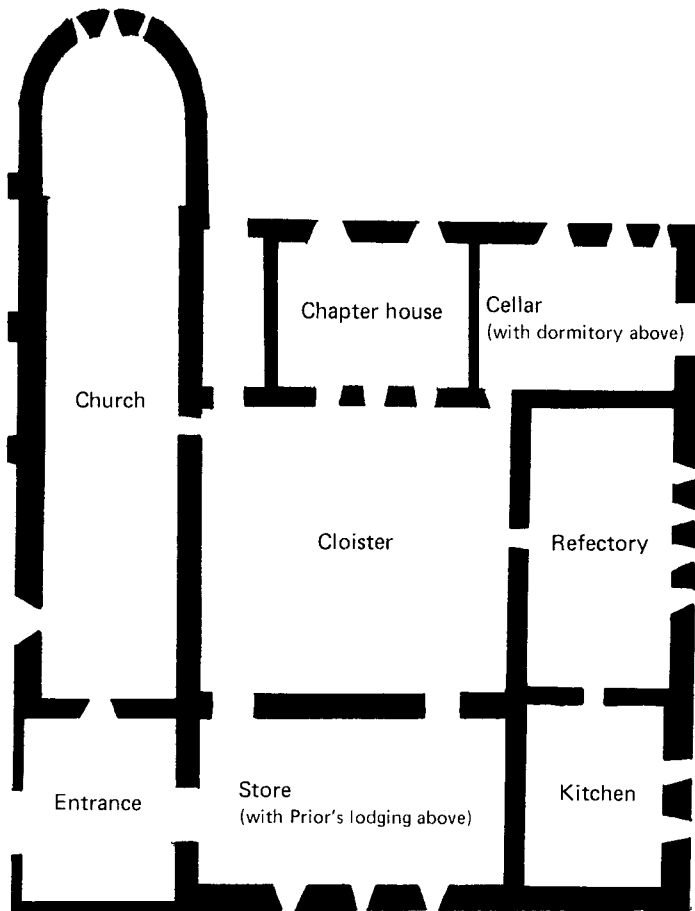 Chapter house
Cellar
(with dormitory above)
Church
Cloister
Refectory
Entrance
Store
(with Prior's lodging above)
Kitchen